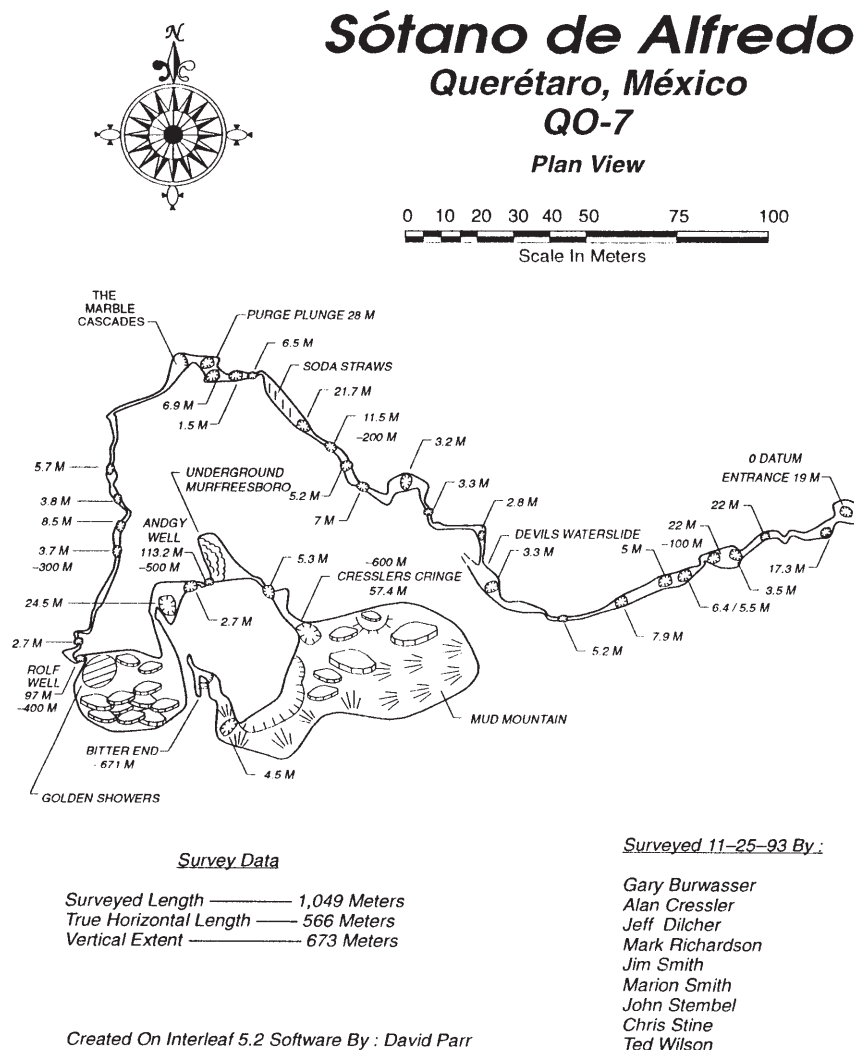 N
Sótano de Alfredo
Querétaro, México
QO-7
Plan View
0 10 20 30 40 50 75 100
Scale In Meters
THE
MARBLE
CASCADES
PURGE PLUNGE 28 M
6.5 M
SODA STRAWS
21.7 M
6.9 M
1.5 M
11.5 M
-200 M
3.2 M
5.2 M
7 M
3.3 M
2.8 M
0 DATUM
ENTRANCE 19 M
22 M
22 M
-100 M
5 M
17.3 M
3.5 M
6.4 / 5.5 M
7.9 M
5.2 M
DEVILS WATERSLIDE
3.3 M
5.7 M
3.8 M
8.5 M
3.7 M
-300 M
UNDERGROUND
MURFREESBORO
ANDGY
WELL
113.2 M
-500 M
5.3 M
-600 M
CRESSLERS CRINGE
57.4 M
24.5 M
2.7 M
2.7 M
ROLF
WELL
97 M
-400 M
MUD MOUNTAIN
BITTER END
- 671 M
4.5 M
GOLDEN SHOWERS
Survey Data
Surveyed Length 1,049 Meters
True Horizontal Length 566 Meters
Vertical Extent 673 Meters
Surveyed 11-25-93 By :
Gary Burwasser
Alan Cressler
Jeff Dilcher
Mark Richardson
Jim Smith
Marion Smith
John Stembel
Chris Stine
Ted Wilson
Created On Interleaf 5.2 Software By : David Parr